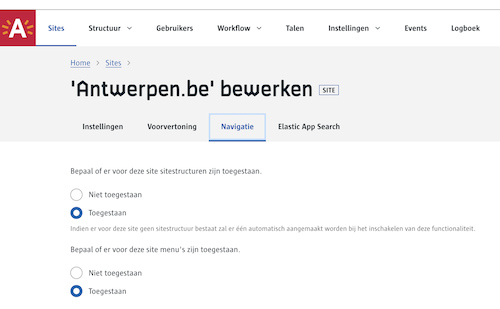 A
Sites Structuur Gebruikers Workflow Talen Instellingen Events Logboek
Home > Sites >
'Antwerpen.be' bewerken SITE
Instellingen Voorvertoning Navigatie Elastic App Search
Bepaal of er voor deze site sitestructuren zijn toegestaan.
Niet toegestaan
Toegestaan
Indien er voor deze site geen sitestructuur bestaat zal er één automatisch aangemaakt worden bij het inschakelen van deze functionaliteit.
Bepaal of er voor deze site menu's zijn toegestaan.
Niet toegestaan
Toegestaan